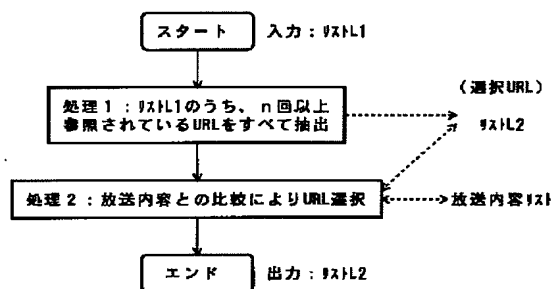 スタート
入力：リストL1
処理１：リストL1のうち、ｎ回以上
参照されているURLをすべて抽出
（選択URL）
リストL2
処理２：放送内容との比較によりURL選択
放送内容リスト
エンド
出力：リストL2